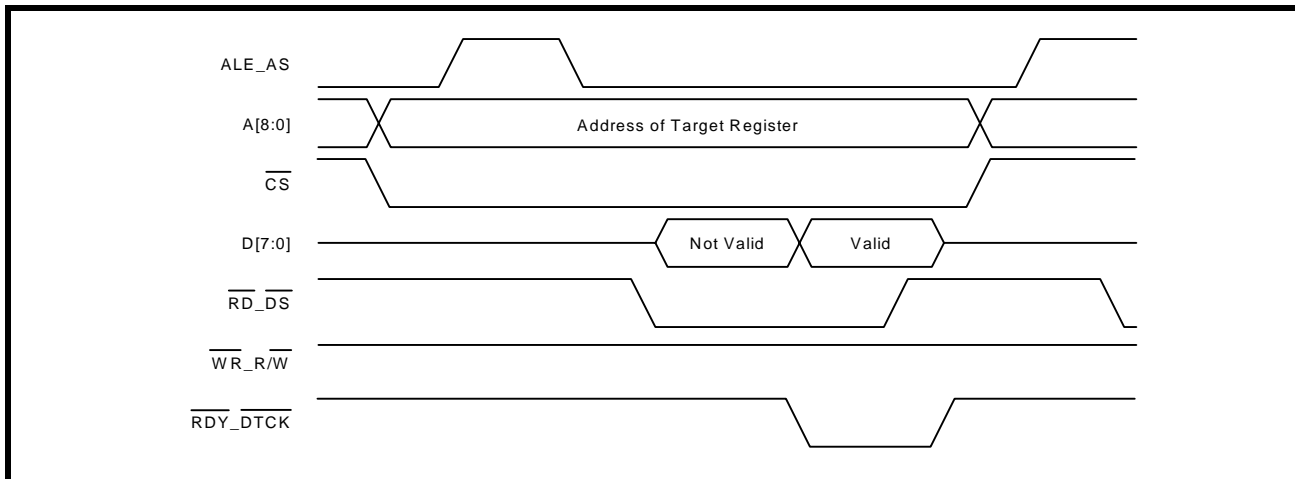 ALE_AS
A[8:0]
Address of Target Register
CS
D[7:0]
Not Valid
Valid
RD_DS
WR_R/W
RDY_DTCK